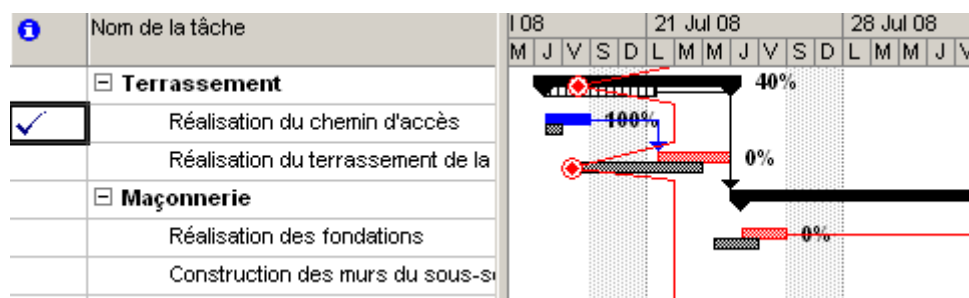 Nom de la tâche
l 08 21 Jul 08 28 Jul 08
M J V S D L M M J V S D L M M J V
Terrassement 40%
Réalisation du chemin d'accès 100%
Réalisation du terrassement de la 0%
Maçonnerie
Réalisation des fondations 0%
Construction des murs du sous-s